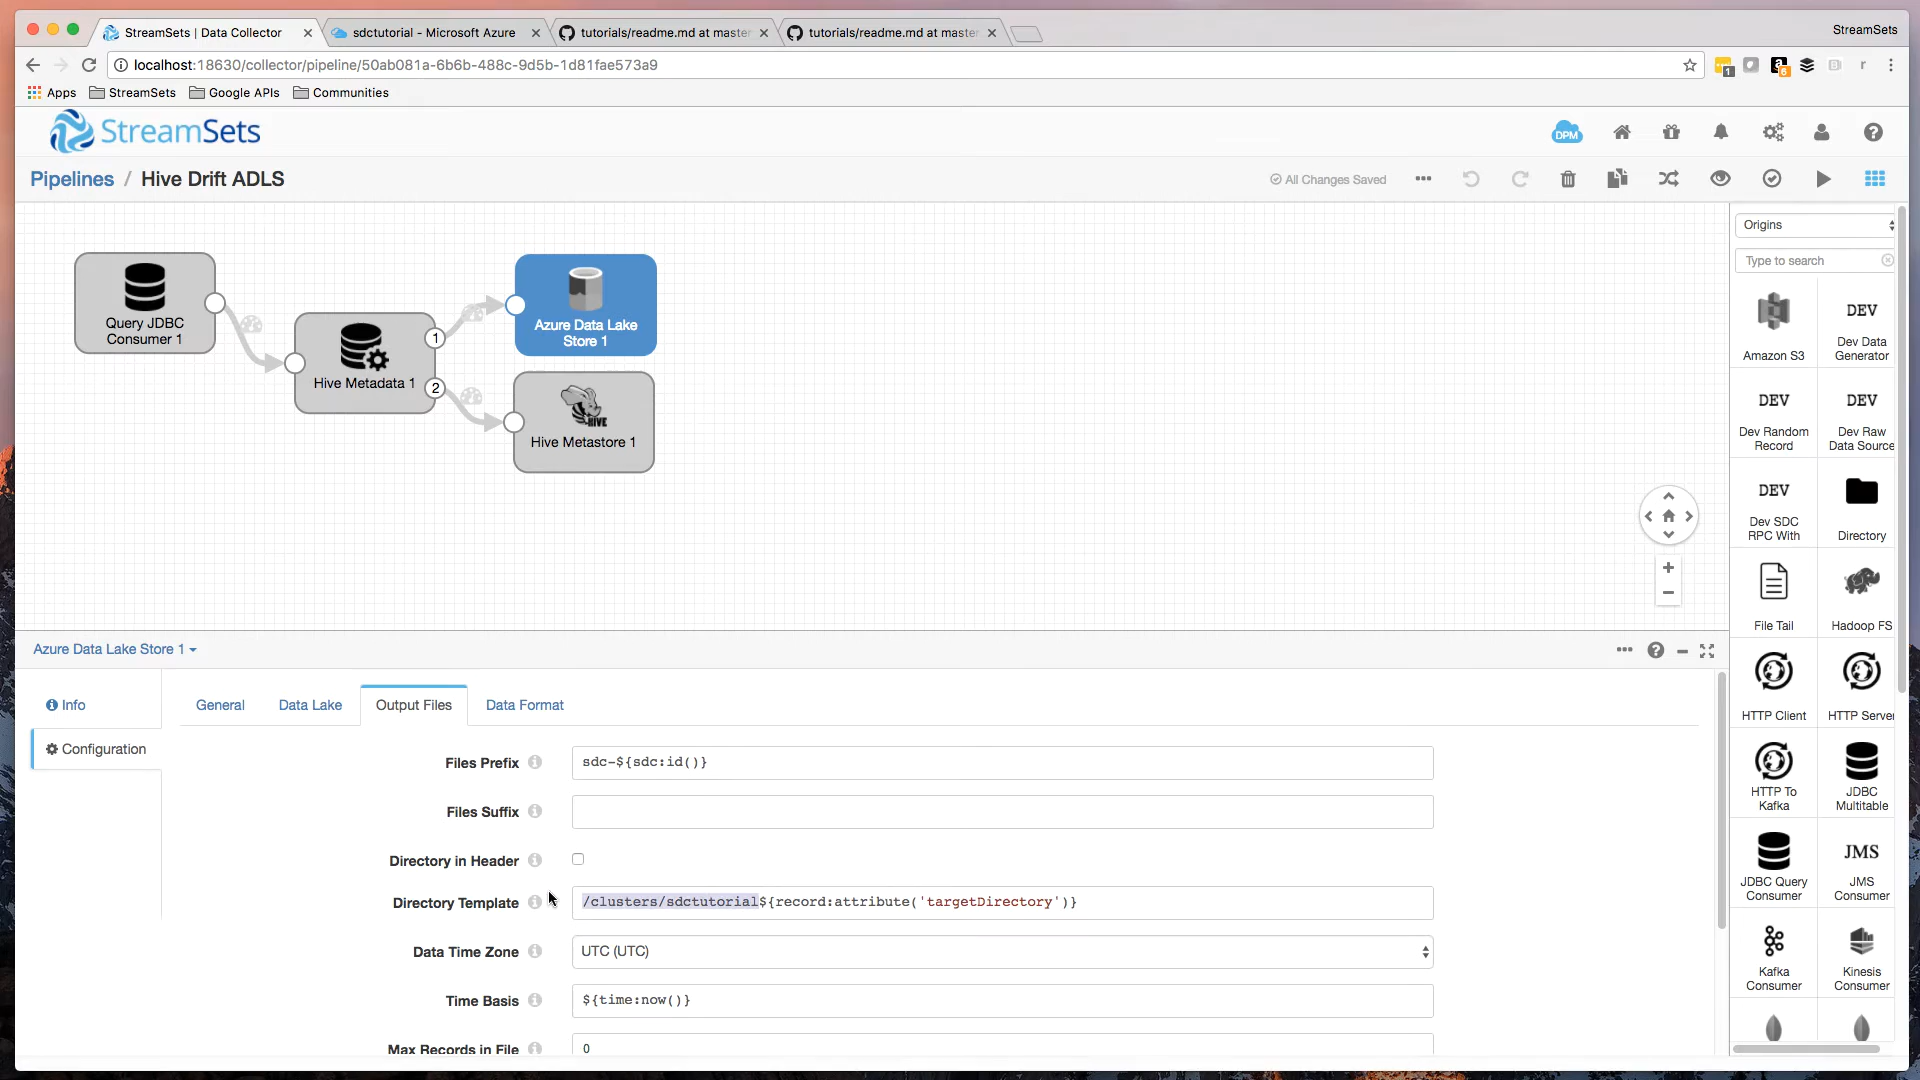 StreamSets | Data Collector
sdctutorial - Microsoft Azure
tutorials/readme.md at master
tutorials/readme.md at master
StreamSets
localhost:18630/collector/pipeline/50ab081a-6b6b-488c-9d5b-1d81fae573a9
1
6
r
Apps
StreamSets
Google APIs
Communities
StreamSets
DPM
Pipelines / Hive Drift ADLS
All Changes Saved
Origins
Type to search
Query JDBC
Consumer 1
Hive Metadata 1
1
2
Azure Data Lake
Store 1
HIVE
Hive Metastore 1
Amazon S3
DEV
Dev Data
Generator
DEV
Dev Random
Record
DEV
Dev Raw
Data Source
DEV
Dev SDC
RPC With
Directory
File Tail
Hadoop FS
HTTP Client
HTTP Server
HTTP To
Kafka
JDBC
Multitable
JDBC Query
Consumer
JMS
JMS
Consumer
Kafka
Consumer
Kinesis
Consumer
Azure Data Lake Store 1
Info
Configuration
General
Data Lake
Output Files
Data Format
Files Prefix
sdc-${sdc:id()}
Files Suffix
Directory in Header
Directory Template
/clusters/sdctutorial${record:attribute('targetDirectory')}
Data Time Zone
UTC (UTC)
Time Basis
${time:now()}
Max Records in File
0